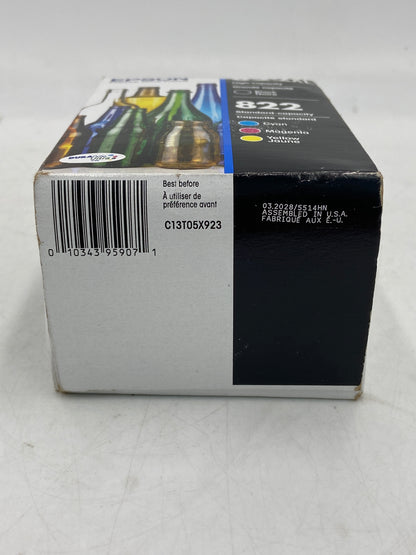 EPSON
822
Standard capacity
Capacité standard
Cyan
Magenta
Yellow
Jaune
DURABrite
Best before
À utiliser de
préférence avant
C13T05X923
0 10343 95907 1
03.2028/5514HN
ASSEMBLED IN U.S.A.
FABRIQUÉ AUX É.-U.